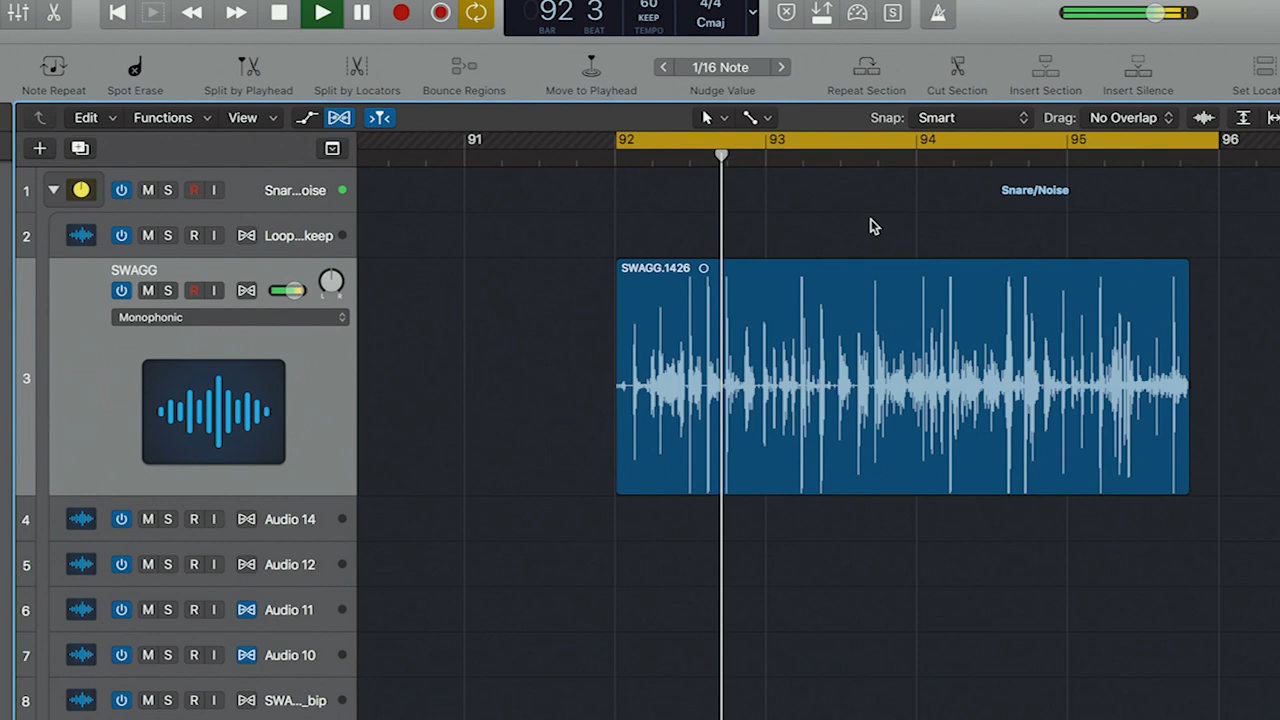 92 3
BAR BEAT
60
KEEP
TEMPO
4/4
Cmaj
S
Note Repeat
Spot Erase
Split by Playhead
Split by Locators
Bounce Regions
Move to Playhead
1/16 Note
Nudge Value
Repeat Section
Cut Section
Insert Section
Insert Silence
Set Locat
Edit
Functions
View
Snap: Smart
Drag: No Overlap
91 92 93 94 95 96
1 M S R I Snar...oise
Snare/Noise
2 M S R I Loop...keep
SWAGG
M S R I
L R
Monophonic
3
SWAGG.1426
4 M S R I Audio 14
5 M S R I Audio 12
6 M S R I Audio 11
7 M S R I Audio 10
8 M S R I SWA..._bip